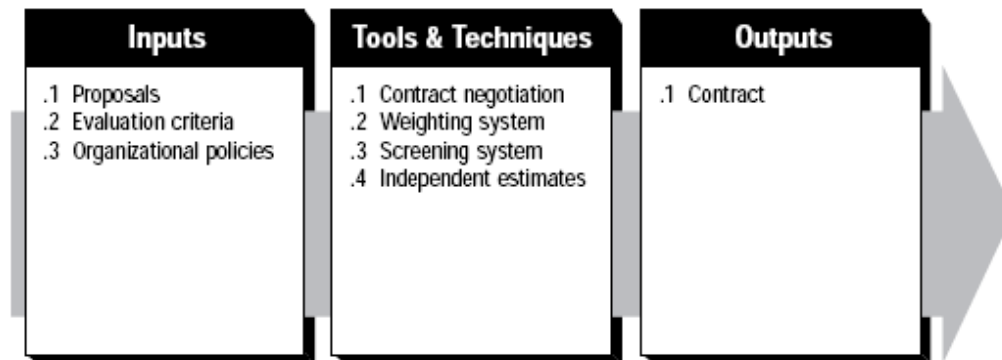 Inputs
.1 Proposals
.2 Evaluation criteria
.3 Organizational policies
Tools & Techniques
.1 Contract negotiation
.2 Weighting system
.3 Screening system
.4 Independent estimates
Outputs
.1 Contract